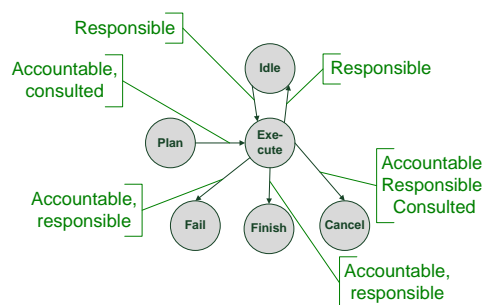 Responsible
Idle
Responsible
Accountable,
consulted
Plan
Exe-
cute
Accountable
Responsible
Consulted
Accountable,
responsible
Fail
Finish
Cancel
Accountable,
responsible